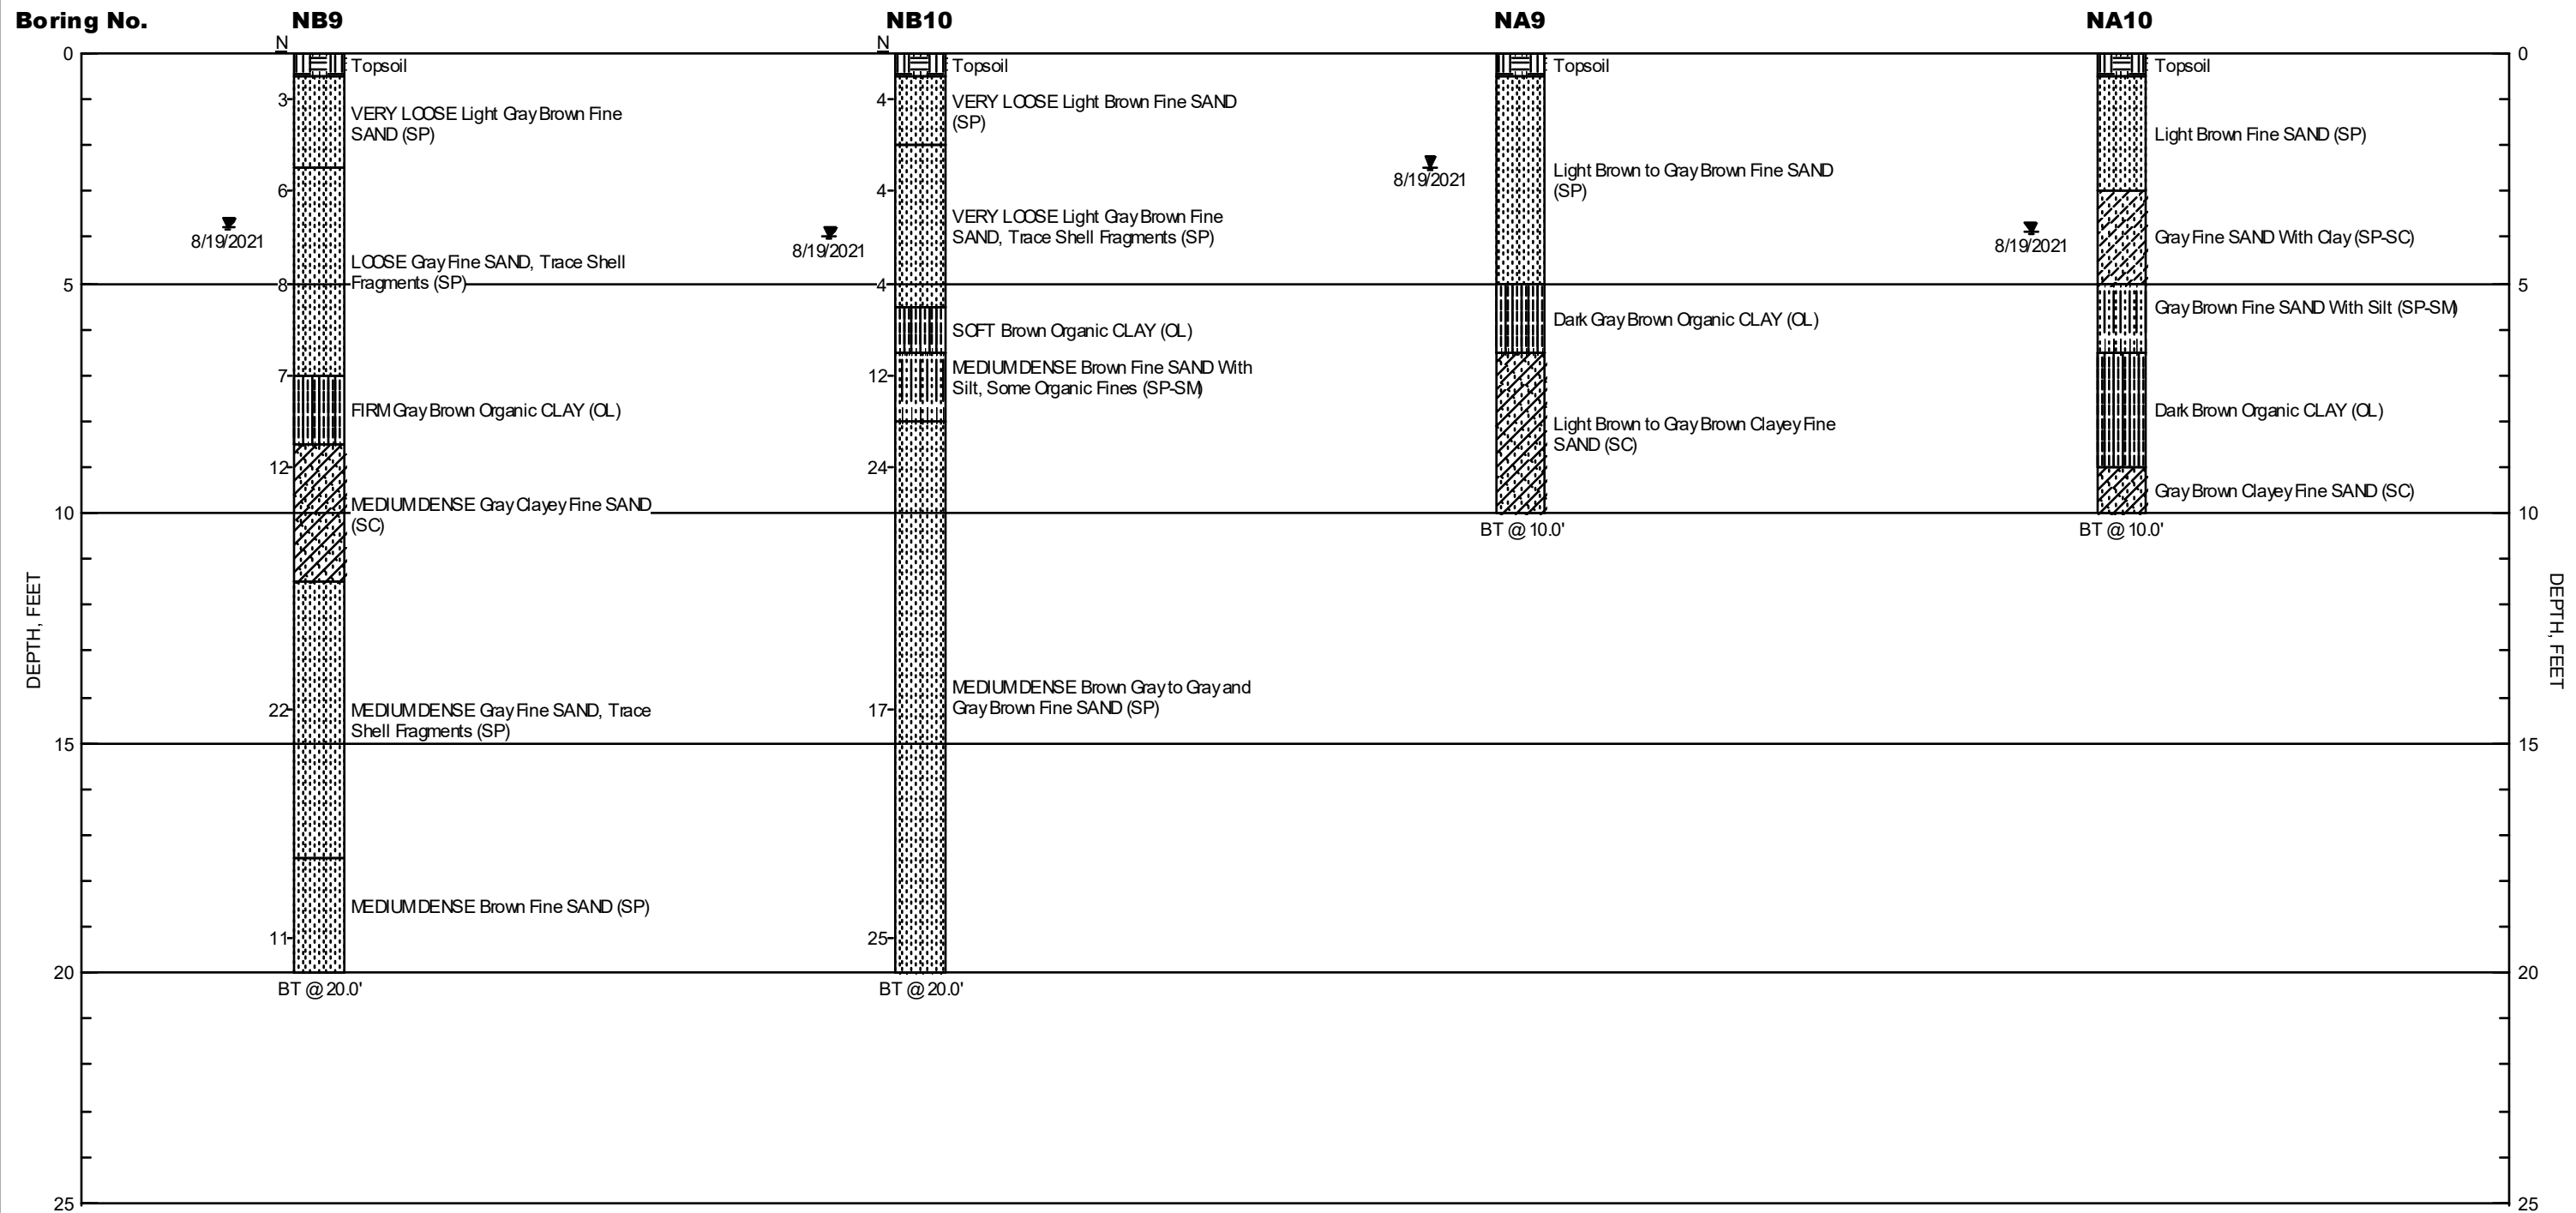 Boring No.
NB9
NB10
NA9
NA10
N
N
0
0
Topsoil
Topsoil
Topsoil
Topsoil
3
VERY LOOSE Light Gray Brown Fine
SAND (SP)
4
VERY LOOSE Light Brown Fine SAND
(SP)
Light Brown Fine SAND (SP)
8/19/2021
Light Brown to Gray Brown Fine SAND
(SP)
6
4
8/19/2021
8/19/2021
VERY LOOSE Light Gray Brown Fine
SAND, Trace Shell Fragments (SP)
8/19/2021
Gray Fine SAND With Clay (SP-SC)
LOOSE Gray Fine SAND, Trace Shell
Fragments (SP)
5
8
4
5
Gray Brown Fine SAND With Silt (SP-SM)
SOFT Brown Organic CLAY (OL)
Dark Gray Brown Organic CLAY (OL)
7
12
MEDIUM DENSE Brown Fine SAND With
Silt, Some Organic Fines (SP-SM)
FIRM Gray Brown Organic CLAY (OL)
Light Brown to Gray Brown Clayey Fine
SAND (SC)
Dark Brown Organic CLAY (OL)
12
24
MEDIUM DENSE Gray Clayey Fine SAND
(SC)
Gray Brown Clayey Fine SAND (SC)
10
10
BT @ 10.0'
BT @ 10.0'
DEPTH, FEET
DEPTH, FEET
22
MEDIUM DENSE Gray Fine SAND, Trace
Shell Fragments (SP)
17
MEDIUM DENSE Brown Gray to Gray and
Gray Brown Fine SAND (SP)
15
15
MEDIUM DENSE Brown Fine SAND (SP)
11
25
20
20
BT @ 20.0'
BT @ 20.0'
25
25